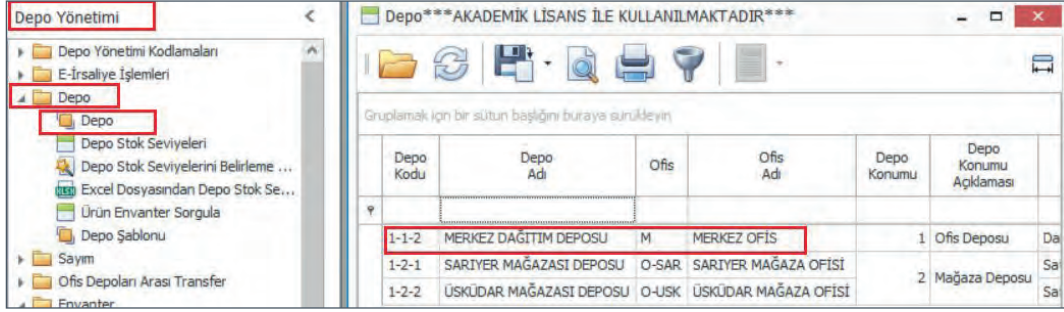 Depo Yönetimi
Depo Yönetimi Kodlamaları
E-İrsaliye İşlemleri
Depo
Depo
Depo Stok Seviyeleri
Depo Stok Seviyelerini Belirleme ...
Excel Dosyasından Depo Stok Se...
Ürün Envanter Sorgula
Depo Şablonu
Sayım
Ofis Depoları Arası Transfer
Envanter
Depo***AKADEMİK LİSANS İLE KULLANILMAKTADIR***
Gruplamak için bir sütun başlığını buraya sürükleyin
Depo Kodu Depo Adı Ofis Ofis Adı Depo Konumu Depo Konumu Açıklaması
1-1-2 MERKEZ DAĞITIM DEPOSU M MERKEZ OFİS 1 Ofis Deposu Da
1-2-1 SARIYER MAĞAZASI DEPOSU O-SAR SARIYER MAĞAZA OFİSİ 2 Mağaza Deposu Sa
1-2-2 ÜSKÜDAR MAĞAZASI DEPOSU O-USK ÜSKÜDAR MAĞAZA OFİSİ Sa